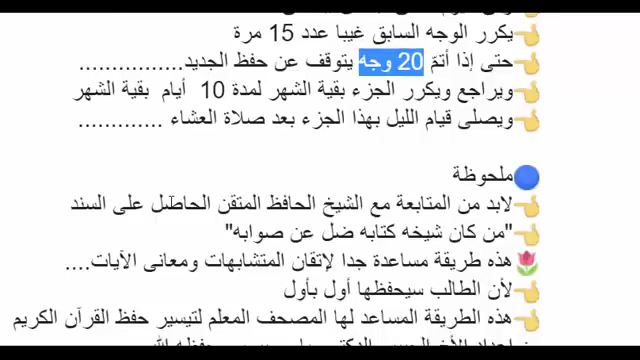 يكرر الوجه السابق غيبا عدد 15 مرة
حتى إذا أتمّ 20 وجه يتوقف عن حفظ الجديد................
ويراجع ويكرر الجزء بقية الشهر لمدة 10 أيام بقية الشهر
ويصلى قيام الليل بهذا الجزء بعد صلاة العشاء .............
ملحوظة
لابد من المتابعة مع الشيخ الحافظ المتقن الحاصل على السند
"من كان شيخه كتابه ضل عن صوابه"
هذه طريقة مساعدة جدا لإتقان المتشابهات ومعانى الآيات....
لأن الطالب سيحفظها أول بأول
هذه الطريقة المساعد لها المصحف المعلم لتيسير حفظ القرآن الكريم